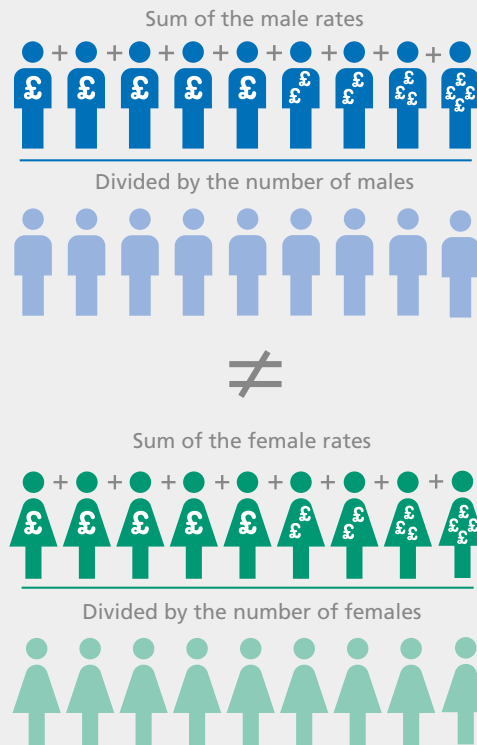 Sum of the male rates
+ + + + + + + +
£ £ £ £ £ ££ ££ £££ £££££
Divided by the number of males
≠
Sum of the female rates
+ + + + + + + +
£ £ £ £ £ ££ ££ £££ £££££
Divided by the number of females